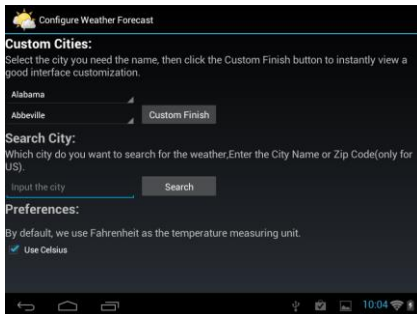 Configure Weather Forecast
Custom Cities:
Select the city you need the name, then click the Custom Finish button to instantly view a
good interface customization.
Alabama
Abbeville
Custom Finish
Search City:
Which city do you want to search for the weather,Enter the City Name or Zip Code(only for
US).
Input the city
Search
Preferences:
By default, we use Fahrenheit as the temperature measuring unit.
Use Celsius
10:04